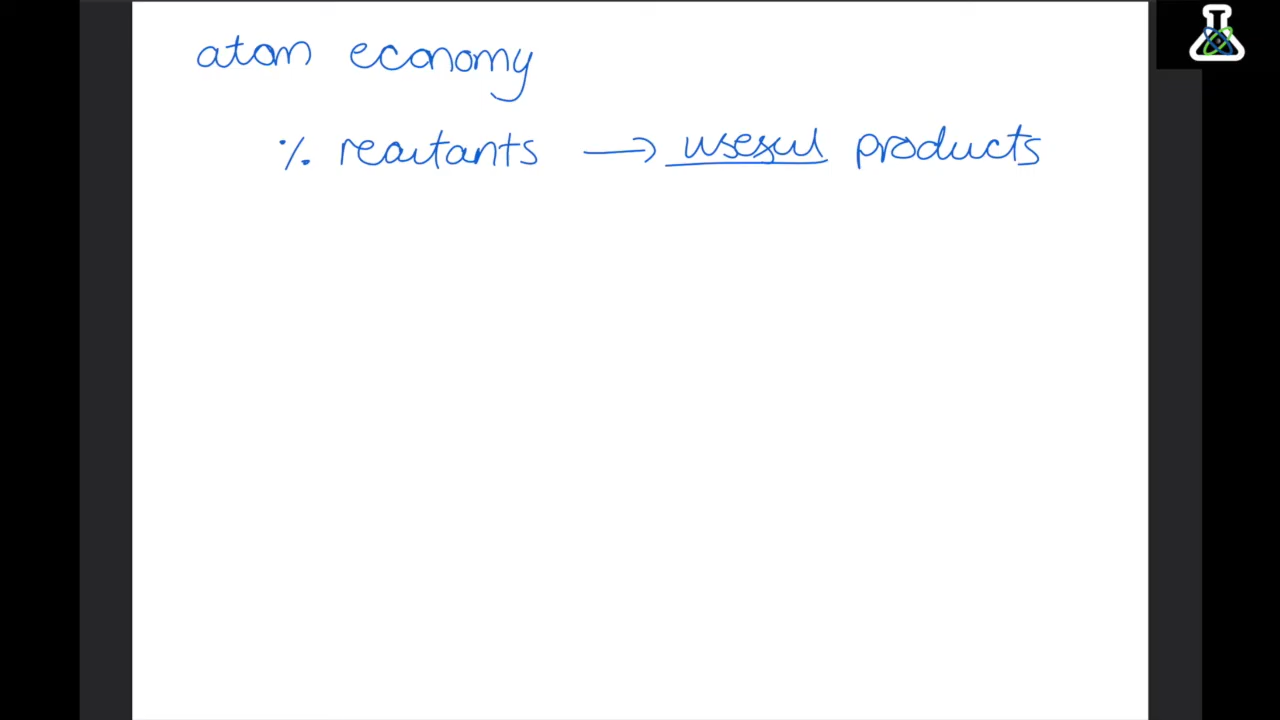 atom economy
% reactants → useful products